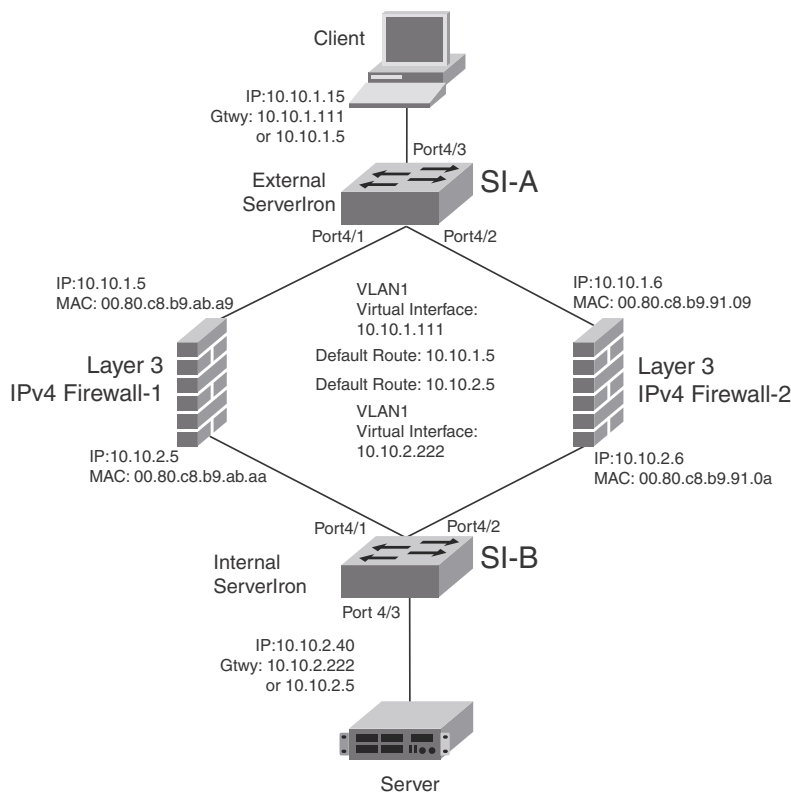 Client
IP:10.10.1.15
Gtwy: 10.10.1.111
or 10.10.1.5
Port4/3
External
ServerIron
SI-A
Port4/1
Port4/2
IP:10.10.1.5
MAC: 00.80.c8.b9.ab.a9
VLAN1
Virtual Interface:
10.10.1.111
IP:10.10.1.6
MAC: 00.80.c8.b9.91.09
Layer 3
IPv4 Firewall-1
Default Route: 10.10.1.5
Default Route: 10.10.2.5
Layer 3
IPv4 Firewall-2
VLAN1
Virtual Interface:
10.10.2.222
IP:10.10.2.5
MAC: 00.80.c8.b9.ab.aa
IP:10.10.2.6
MAC: 00.80.c8.b9.91.0a
Port4/1
Port4/2
Internal
ServerIron
SI-B
Port 4/3
IP:10.10.2.40
Gtwy: 10.10.2.222
or 10.10.2.5
Server